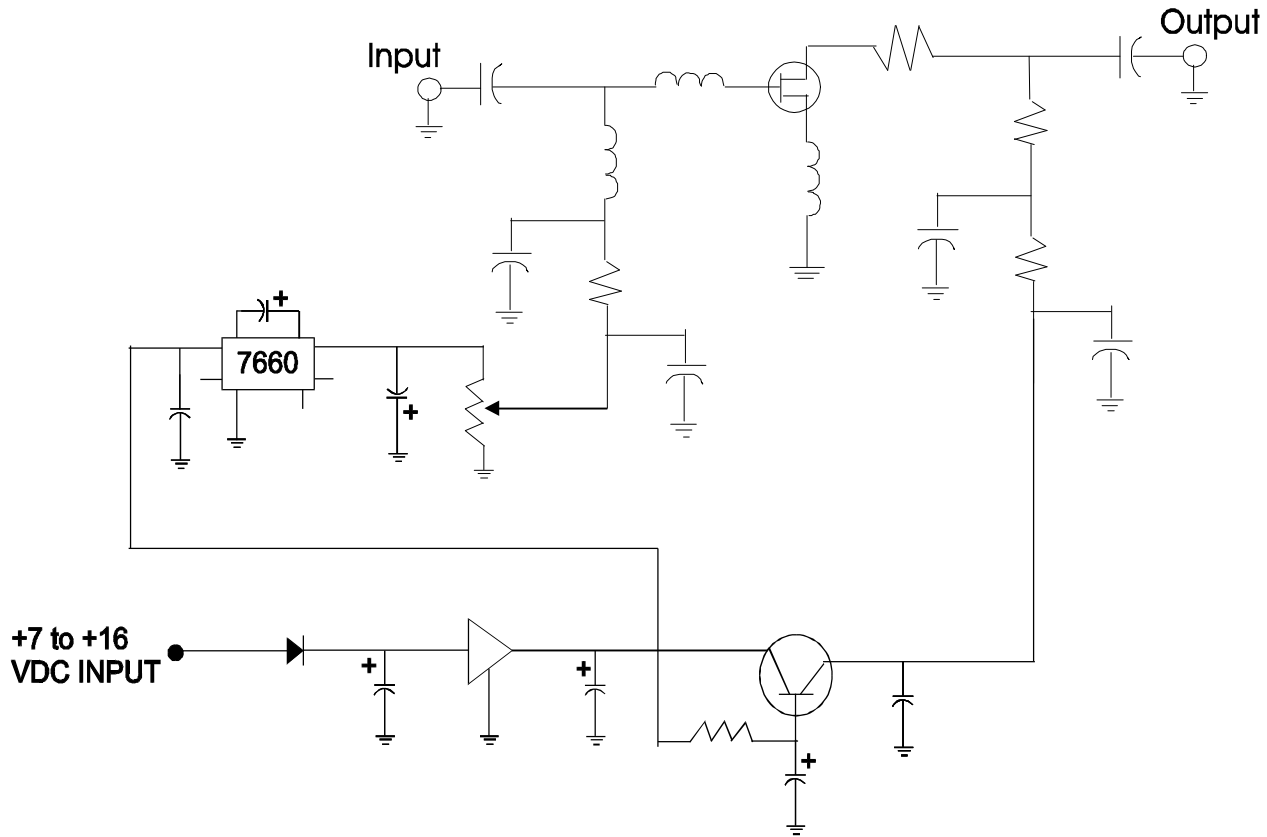 Output
Input
+
7660
+
+7 to +16
VDC INPUT
+
+
+